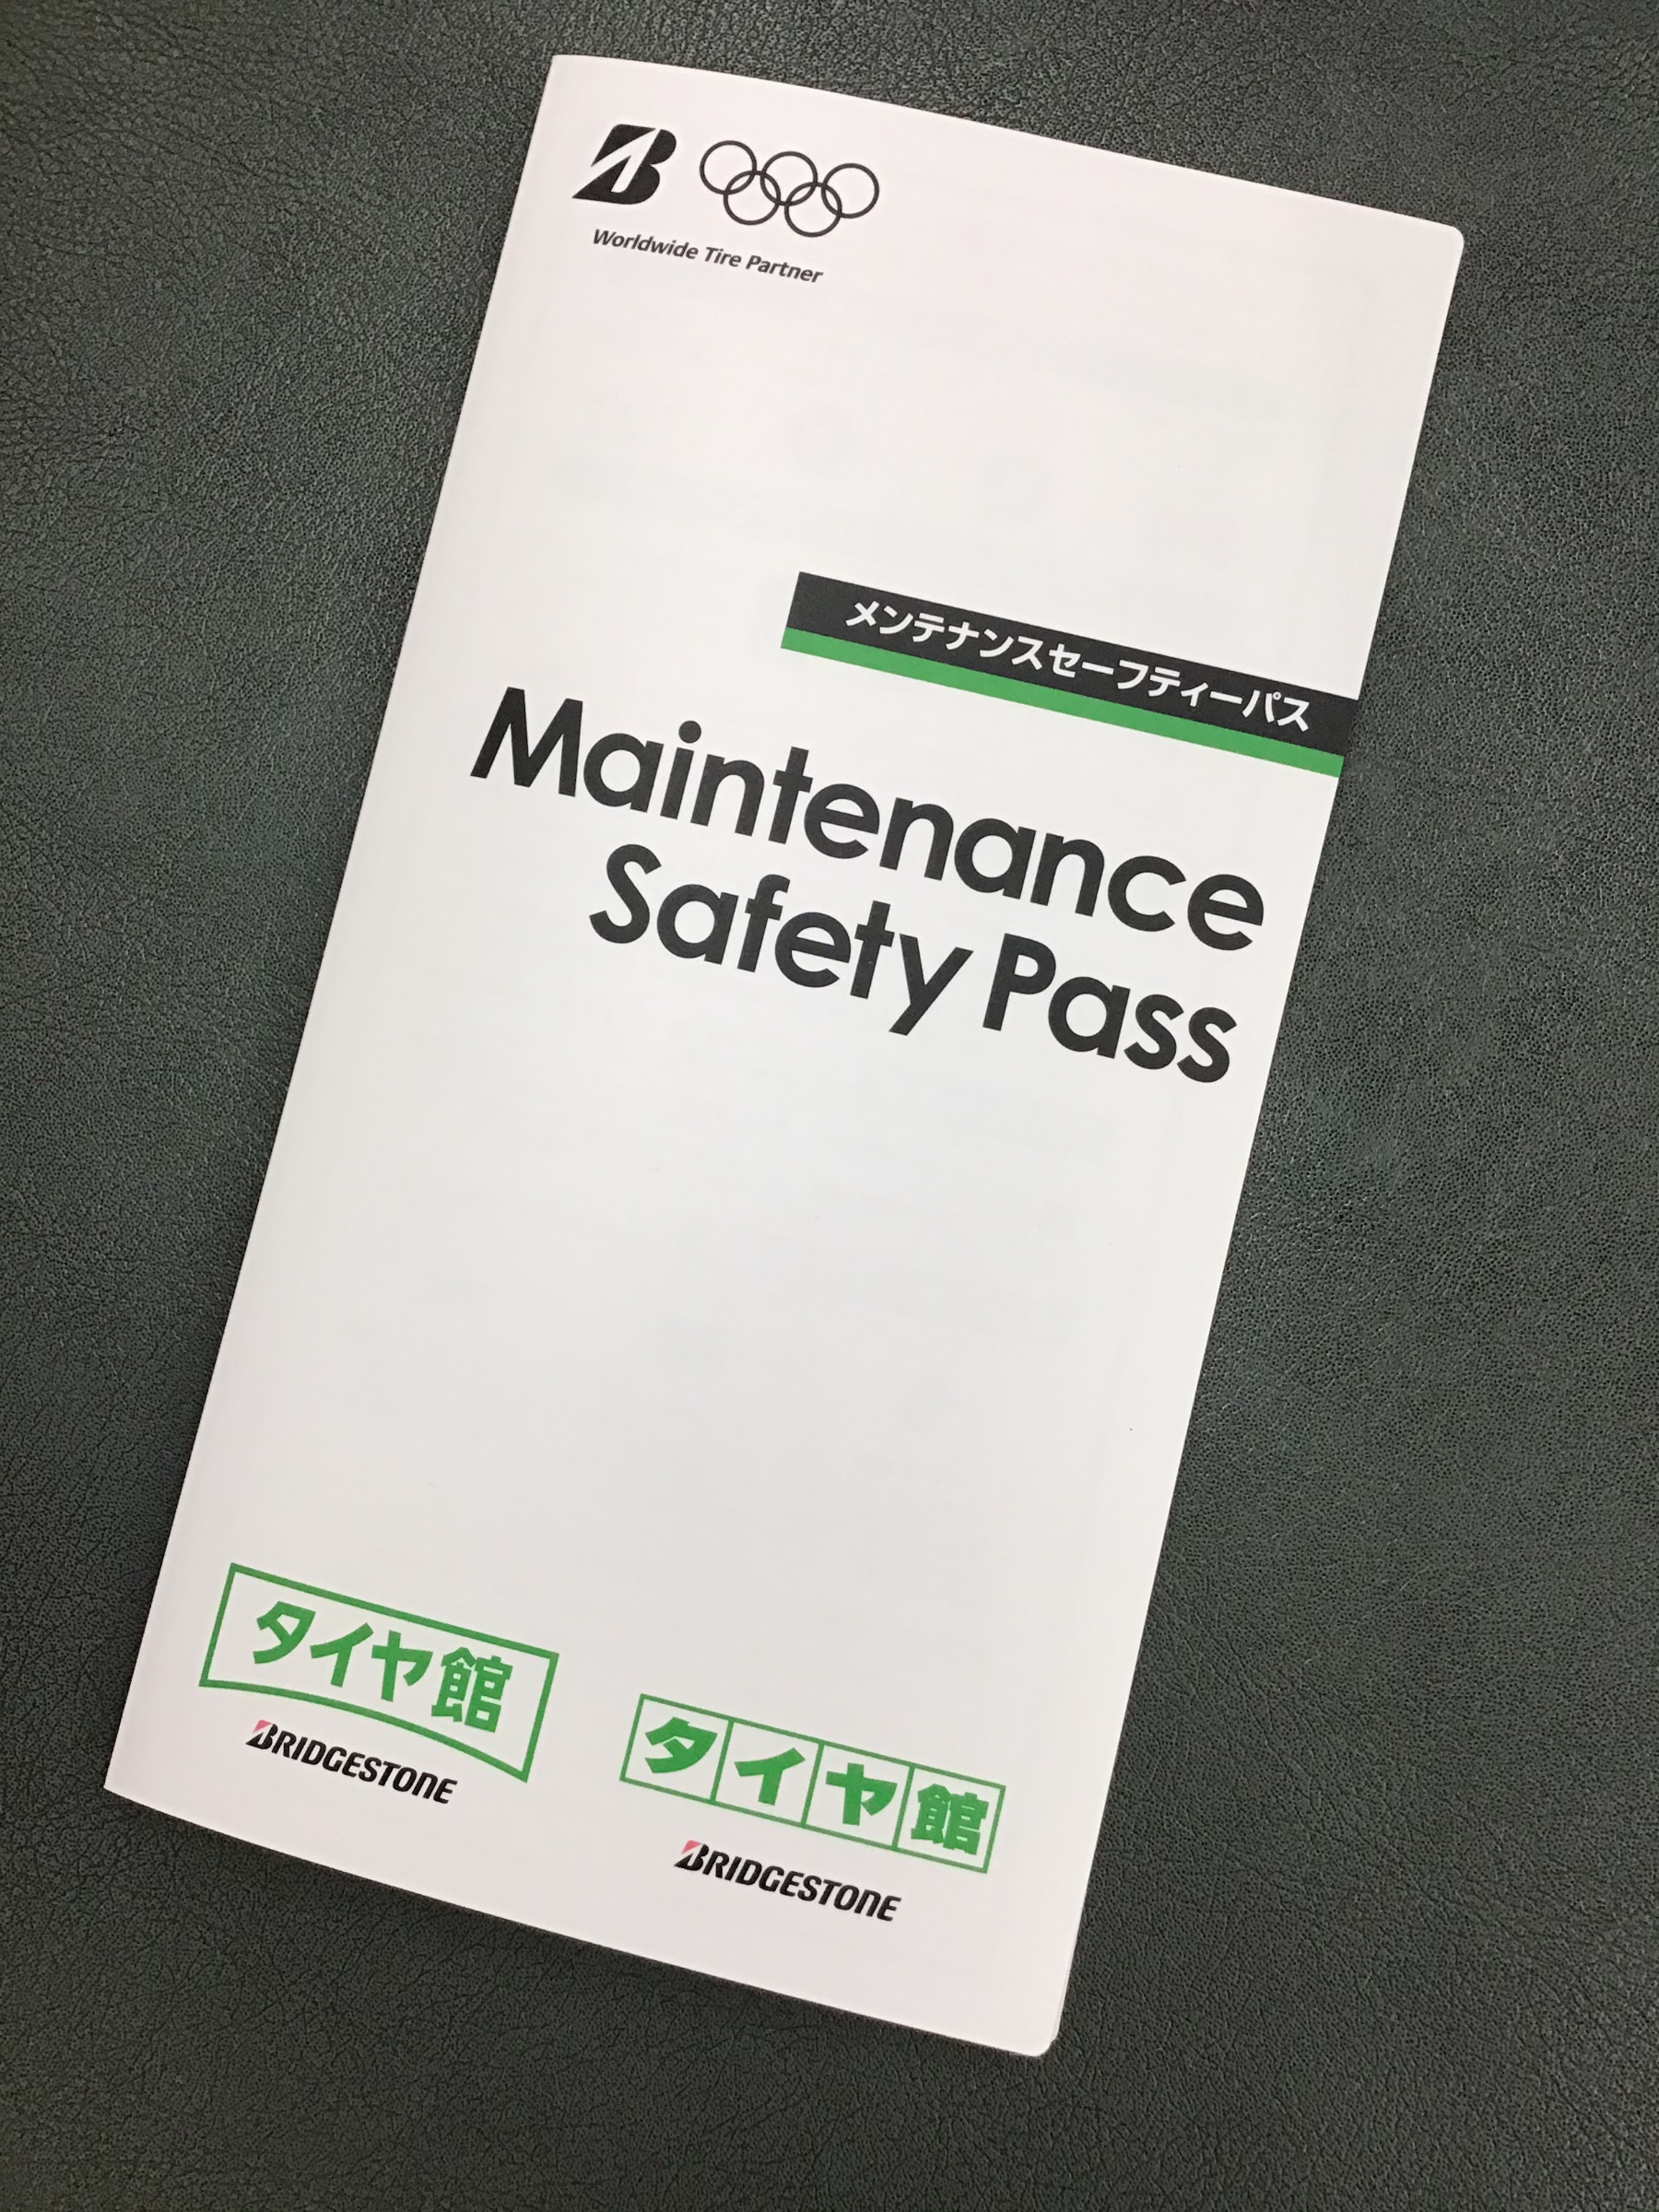 B
Worldwide Tire Partner
メンテナンスセーフティーパス
Maintenance
Safety Pass
タイヤ館
BRIDGESTONE
タイヤ館
BRIDGESTONE